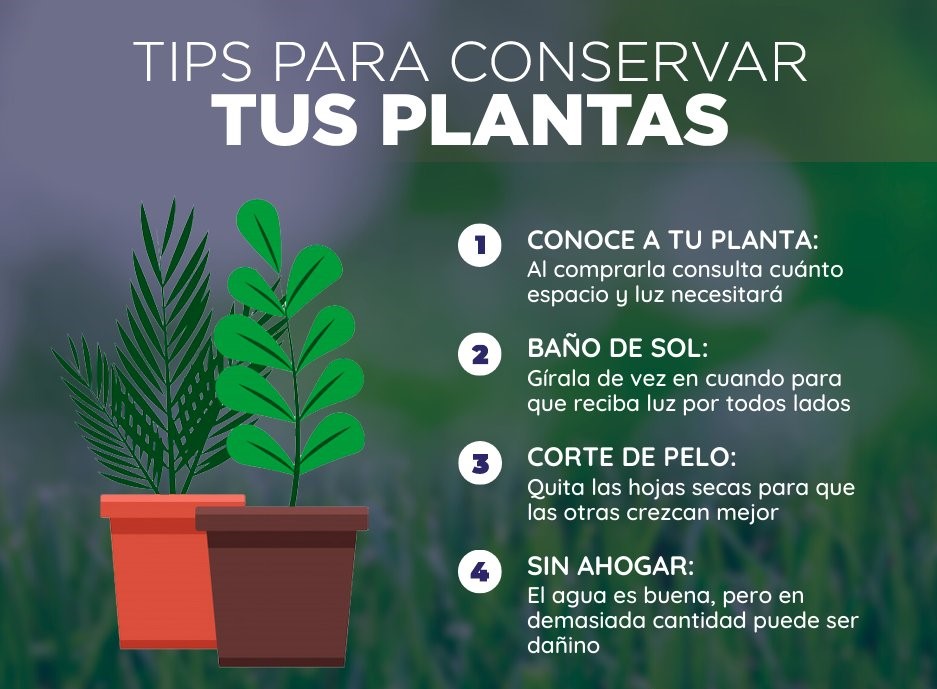 TIPS PARA CONSERVAR
TUS PLANTAS
1
CONOCE A TU PLANTA:
Al comprarla consulta cuánto
espacio y luz necesitará
2
BAÑO DE SOL:
Gírala de vez en cuando para
que reciba luz por todos lados
3
CORTE DE PELO:
Quita las hojas secas para que
las otras crezcan mejor
4
SIN AHOGAR:
El agua es buena, pero en
demasiada cantidad puede ser
dañino